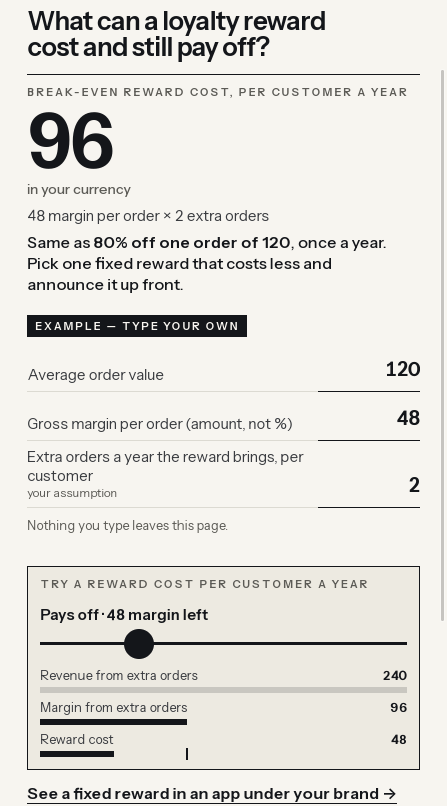 What can a loyalty reward
cost and still pay off?
BREAK-EVEN REWARD COST, PER CUSTOMER A YEAR
96
in your currency
48 margin per order × 2 extra orders
Same as 80% off one order of 120, once a year.
Pick one fixed reward that costs less and
announce it up front.
EXAMPLE — TYPE YOUR OWN
Average order value 120
Gross margin per order (amount, not %) 48
Extra orders a year the reward brings, per
customer
your assumption 2
Nothing you type leaves this page.
TRY A REWARD COST PER CUSTOMER A YEAR
Pays off · 48 margin left
Revenue from extra orders 240
Margin from extra orders 96
Reward cost 48
See a fixed reward in an app under your brand →